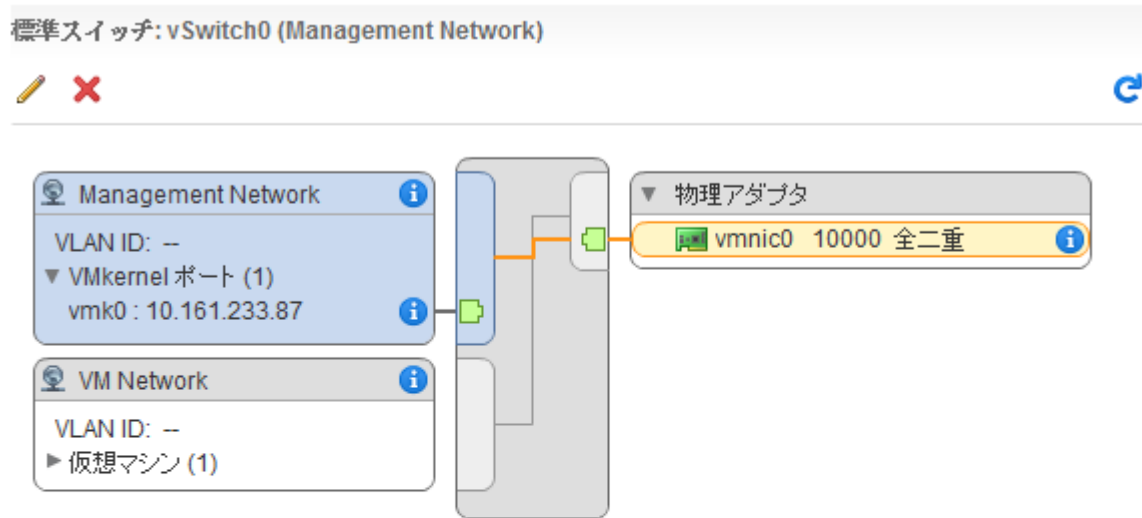 標準スイッチ: vSwitch0 (Management Network)
Management Network
VLAN ID: --
VMkernel ポート (1)
vmk0 : 10.161.233.87
VM Network
VLAN ID: --
仮想マシン (1)
物理アダプタ
vmnic0 10000 全二重